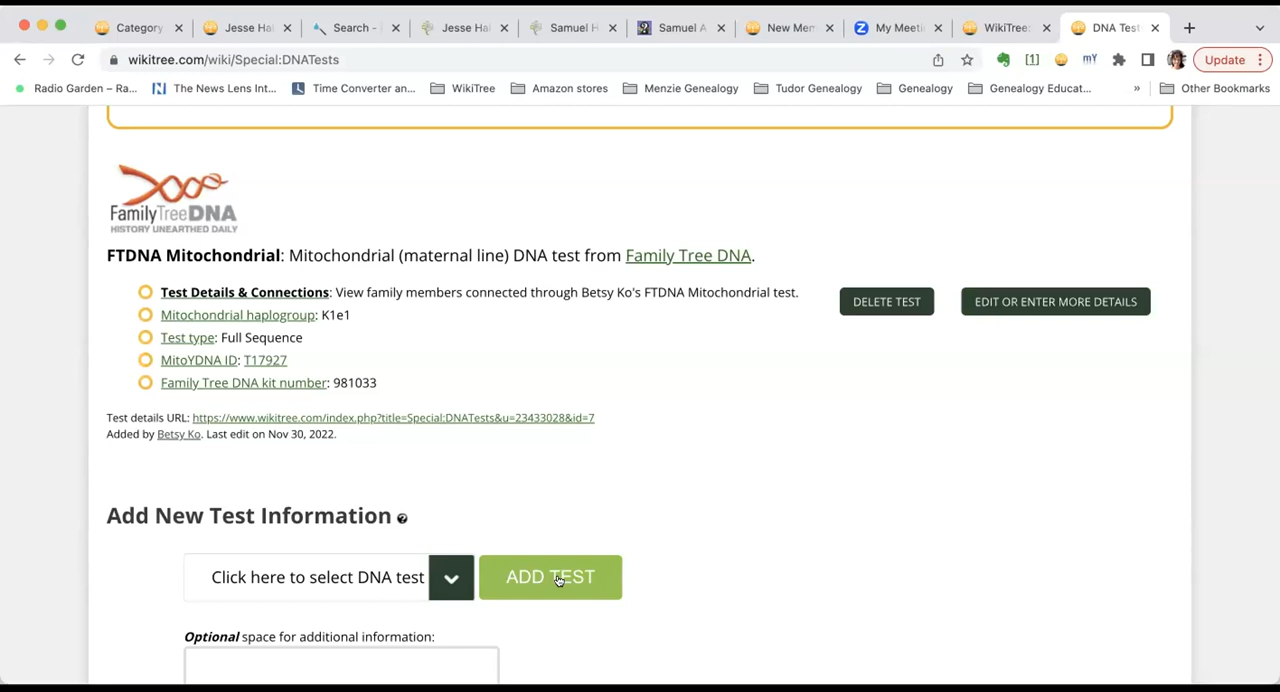 Category
Jesse Ha
Search -
Jesse Hal
Samuel H
Samuel A
New Mem
My Meeti
WikiTree:
DNA Test
wikitree.com/wiki/Special:DNATests
[1]
mY
Update
Radio Garden – Ra...
The News Lens Int...
Time Converter an...
WikiTree
Amazon stores
Menzie Genealogy
Tudor Genealogy
Genealogy
Genealogy Educat...
»
Other Bookmarks
FamilyTreeDNA
HISTORY UNEARTHED DAILY
FTDNA Mitochondrial: Mitochondrial (maternal line) DNA test from Family Tree DNA.
Test Details & Connections: View family members connected through Betsy Ko's FTDNA Mitochondrial test.
DELETE TEST
EDIT OR ENTER MORE DETAILS
Mitochondrial haplogroup: K1e1
Test type: Full Sequence
MitoYDNA ID: T17927
Family Tree DNA kit number: 981033
Test details URL: https://www.wikitree.com/index.php?title=Special:DNATests&u=23433028&id=7
Added by Betsy Ko. Last edit on Nov 30, 2022.
Add New Test Information ?
Click here to select DNA test
ADD TEST
Optional space for additional information: